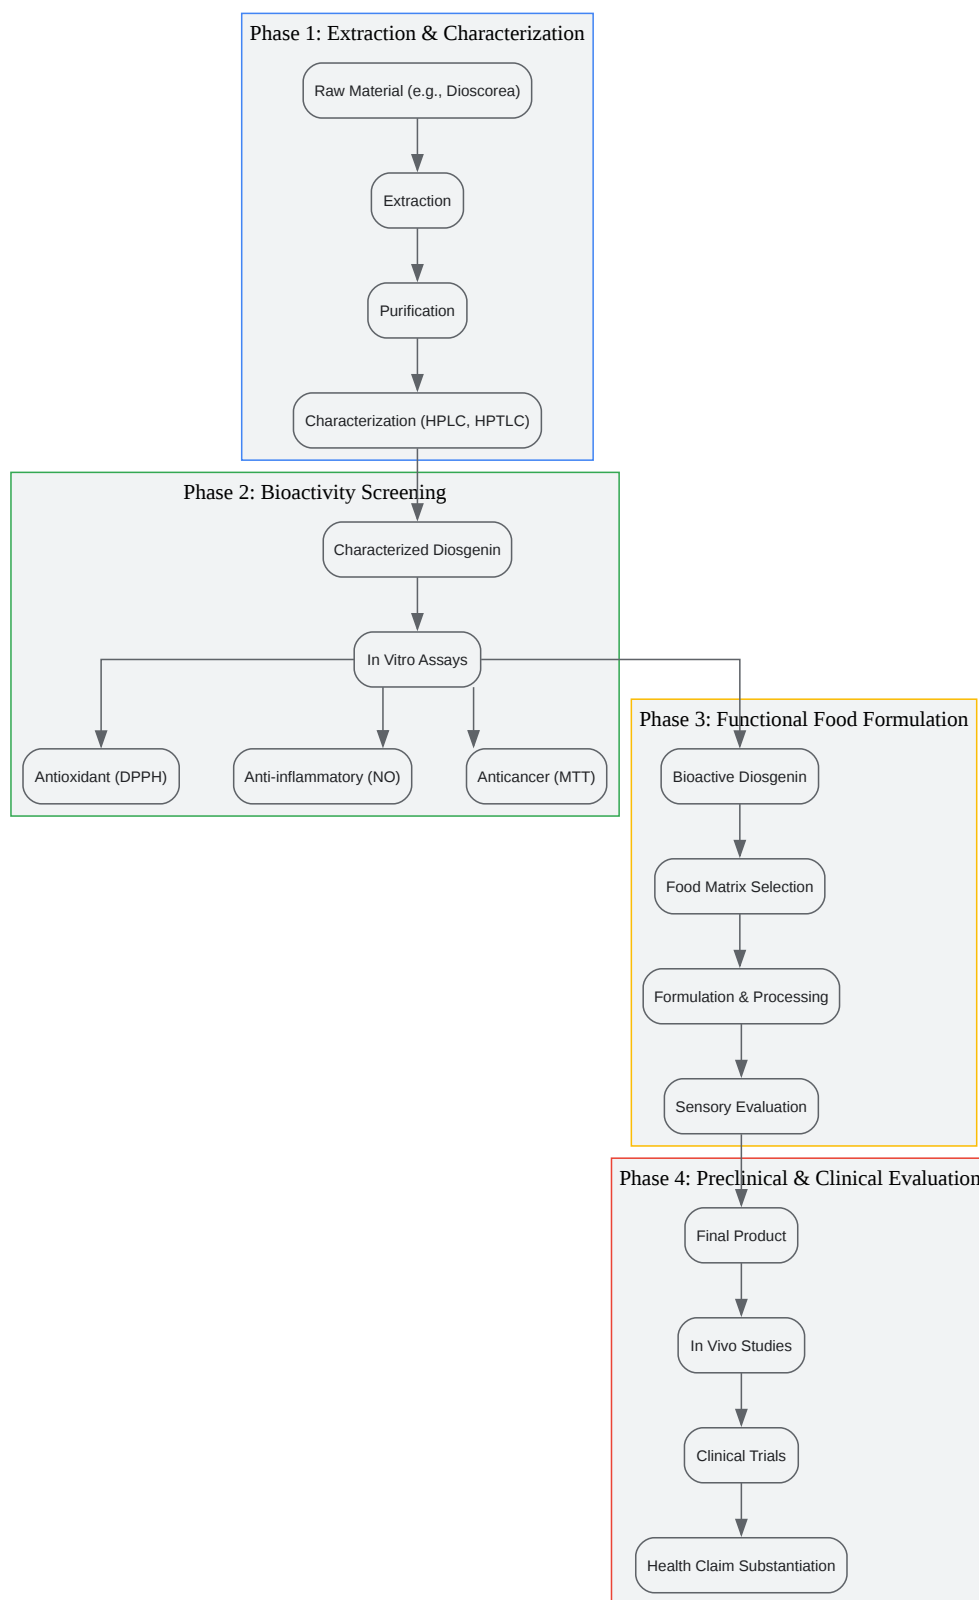 Phase 1: Extraction & Characterization
Raw Material (e.g., Dioscorea)
Extraction
Purification
Characterization (HPLC, HPTLC)
Phase 2: Bioactivity Screening
Characterized Diosgenin
In Vitro Assays
Antioxidant (DPPH)
Anti-inflammatory (NO)
Anticancer (MTT)
Phase 3: Functional Food Formulation
Bioactive Diosgenin
Food Matrix Selection
Formulation & Processing
Sensory Evaluation
Phase 4: Preclinical & Clinical Evaluation
Final Product
In Vivo Studies
Clinical Trials
Health Claim Substantiation